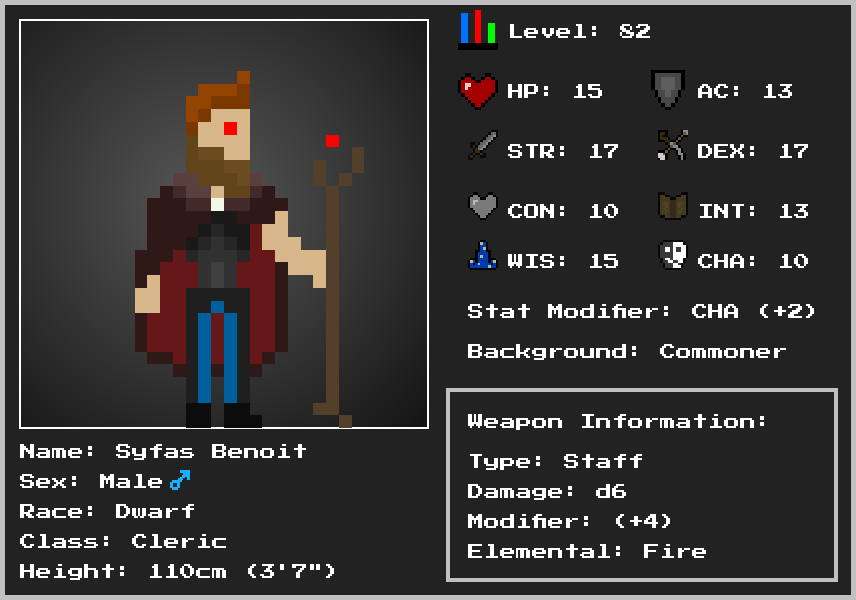 Level: 82
HP: 15 AC: 13
STR: 17 DEX: 17
CON: 10 INT: 13
WIS: 15 CHA: 10
Stat Modifier: CHA (+2)
Background: Commoner
Weapon Information:
Type: Staff
Damage: d6
Modifier: (+4)
Elemental: Fire
Name: Syfas Benoit
Sex: Male ♂
Race: Dwarf
Class: Cleric
Height: 110cm (3'7")